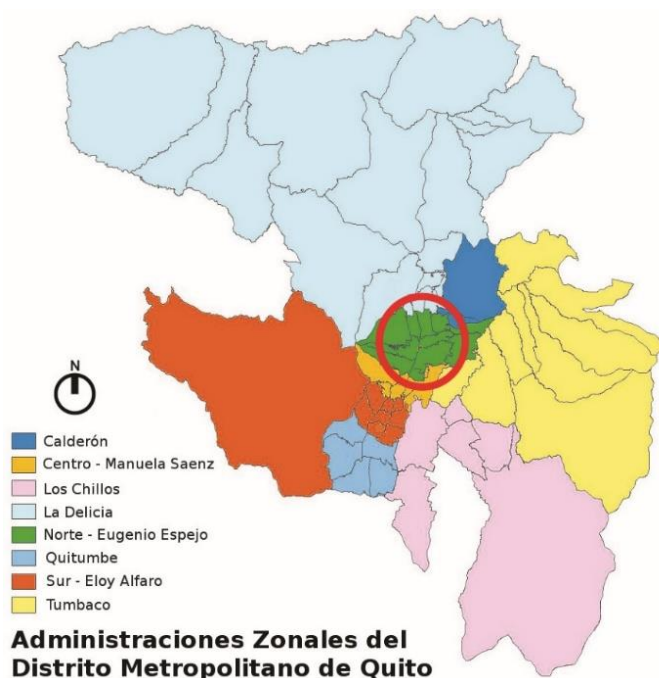 N
Calderón
Centro - Manuela Saenz
Los Chillos
La Delicia
Norte - Eugenio Espejo
Quitumbe
Sur - Eloy Alfaro
Tumbaco
Administraciones Zonales del
Distrito Metropolitano de Quito